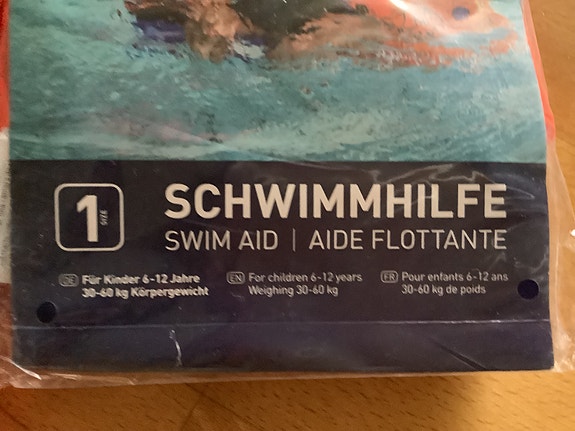 1 SIZE
SCHWIMMHILFE
SWIM AID | AIDE FLOTTANTE
DE Für Kinder 6-12 Jahre
30-60 kg Körpergewicht
EN For children 6-12 years
Weighing 30-60 kg
FR Pour enfants 6-12 ans
30-60 kg de poids